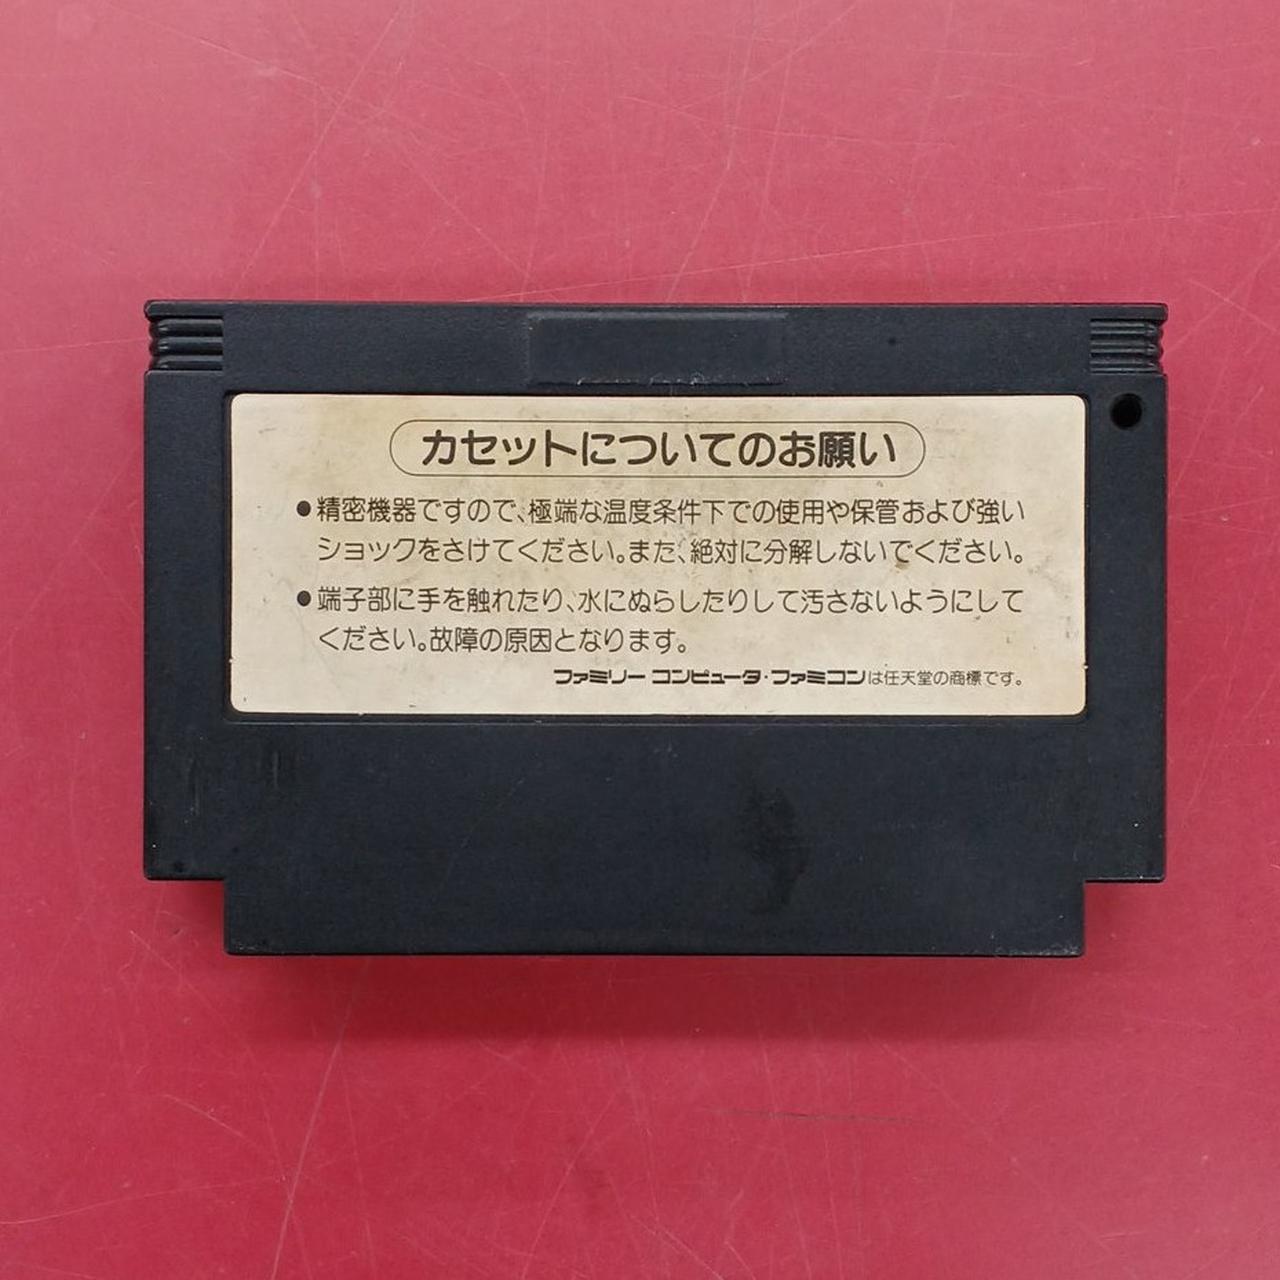 カセットについてのお願い
●精密機器ですので、極端な温度条件下での使用や保管および強い
ショックをさけてください。また、絶対に分解しないでください。
●端子部に手を触れたり、水にぬらしたりして汚さないようにして
ください。故障の原因となります。
ファミリー コンピュータ・ファミコンは任天堂の商標です。